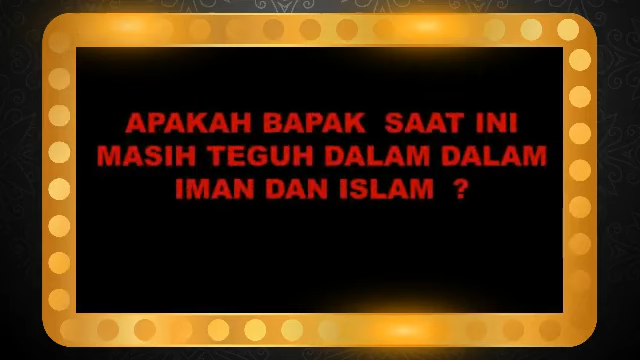 APAKAH BAPAK SAAT INI
MASIH TEGUH DALAM DALAM
IMAN DAN ISLAM ?